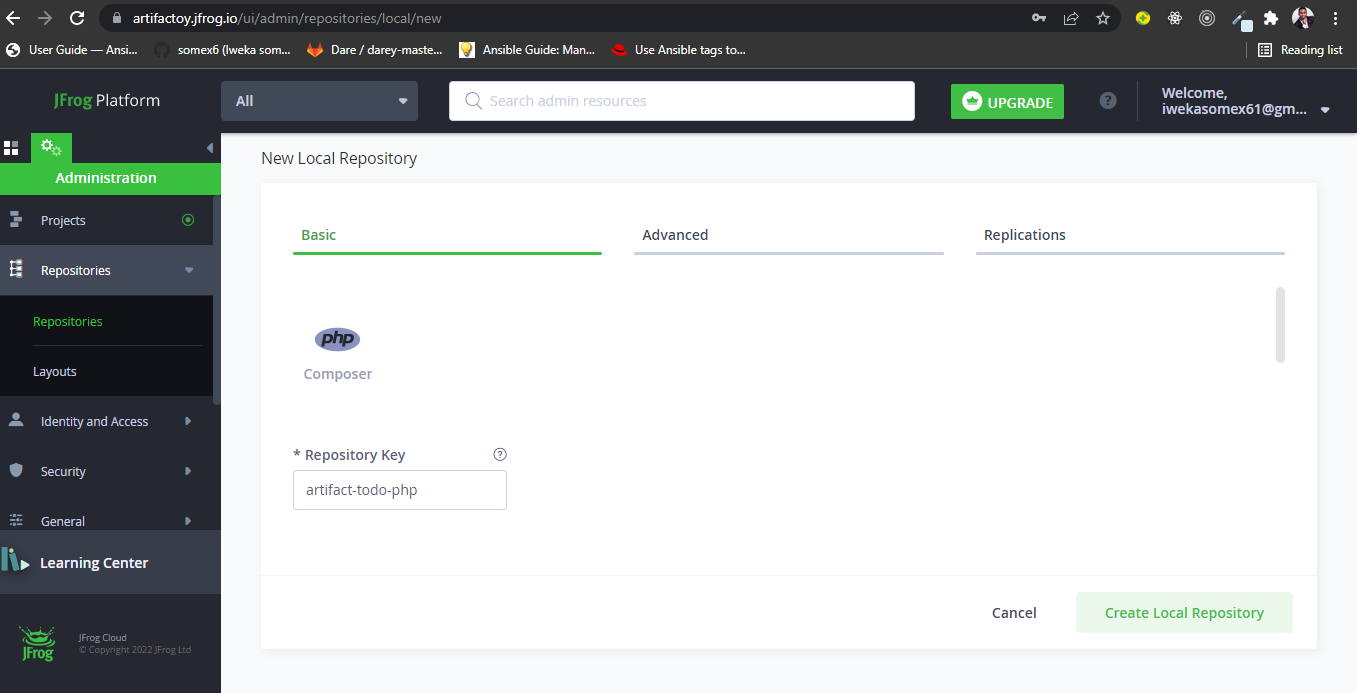 artifactoy.jfrog.io/ui/admin/repositories/local/new
User Guide — Ansi...
somex6 (Iweka som...
Dare / darey-maste...
Ansible Guide: Man...
Use Ansible tags to...
Reading list
JFrog Platform
All
Search admin resources
UPGRADE
?
Welcome,
iwekasomex61@gm...
Administration
Projects
Repositories
Repositories
Layouts
Identity and Access
Security
General
Learning Center
JFrog
JFrog Cloud
© Copyright 2022 JFrog Ltd
New Local Repository
Basic
Advanced
Replications
php
Composer
* Repository Key
?
artifact-todo-php
Cancel
Create Local Repository